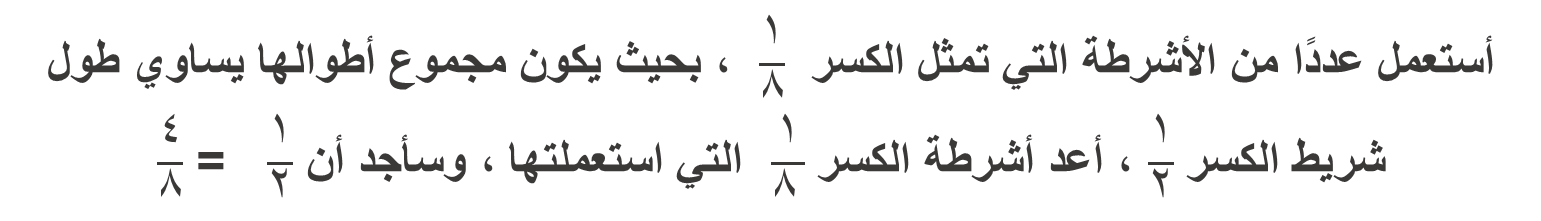 أستعمل عددًا من الأشرطة التي تمثل الكسر ١/٨ ، بحيث يكون مجموع أطوالها يساوي طول
شريط الكسر ١/٢ ، أعد أشرطة الكسر ١/٨ التي استعملتها ، وسأجد أن ١/٢ = ٤/٨